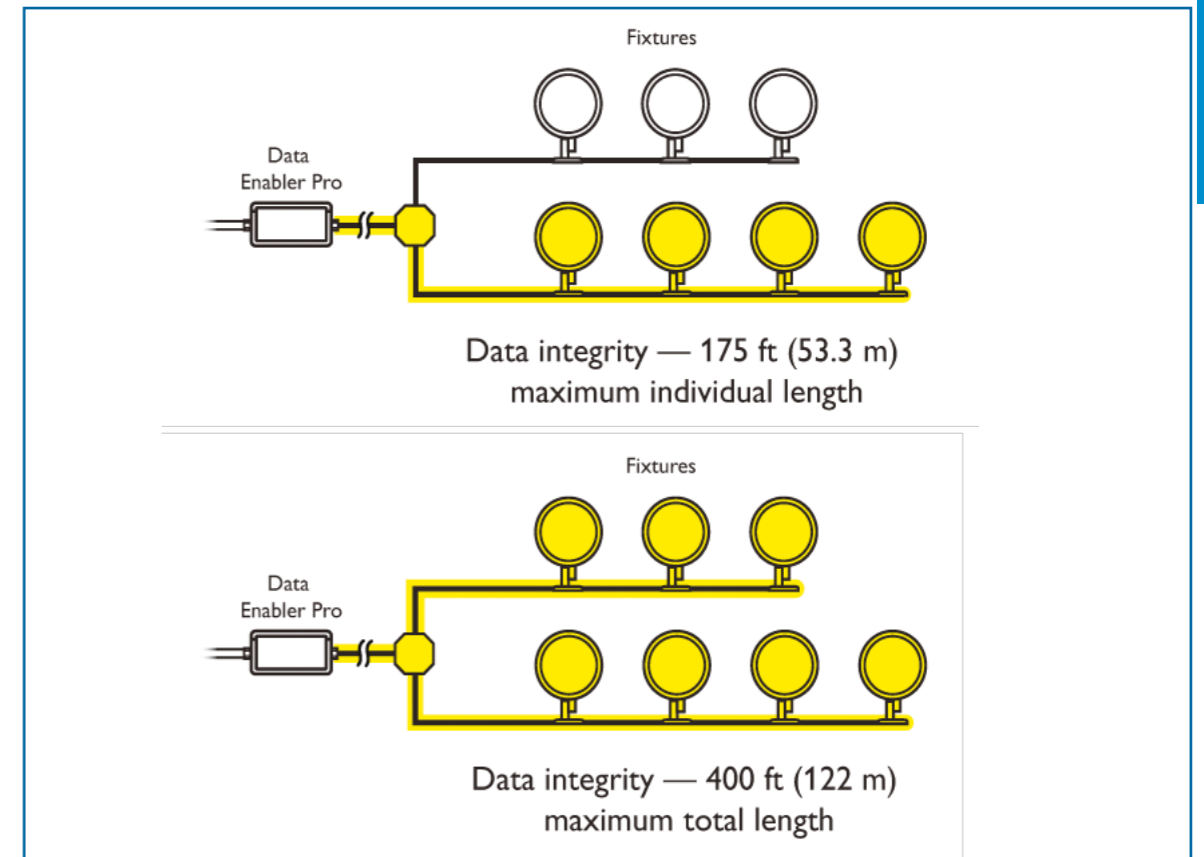 Fixtures
Data
Enabler Pro
Data integrity — 175 ft (53.3 m)
maximum individual length
Fixtures
Data
Enabler Pro
Data integrity — 400 ft (122 m)
maximum total length